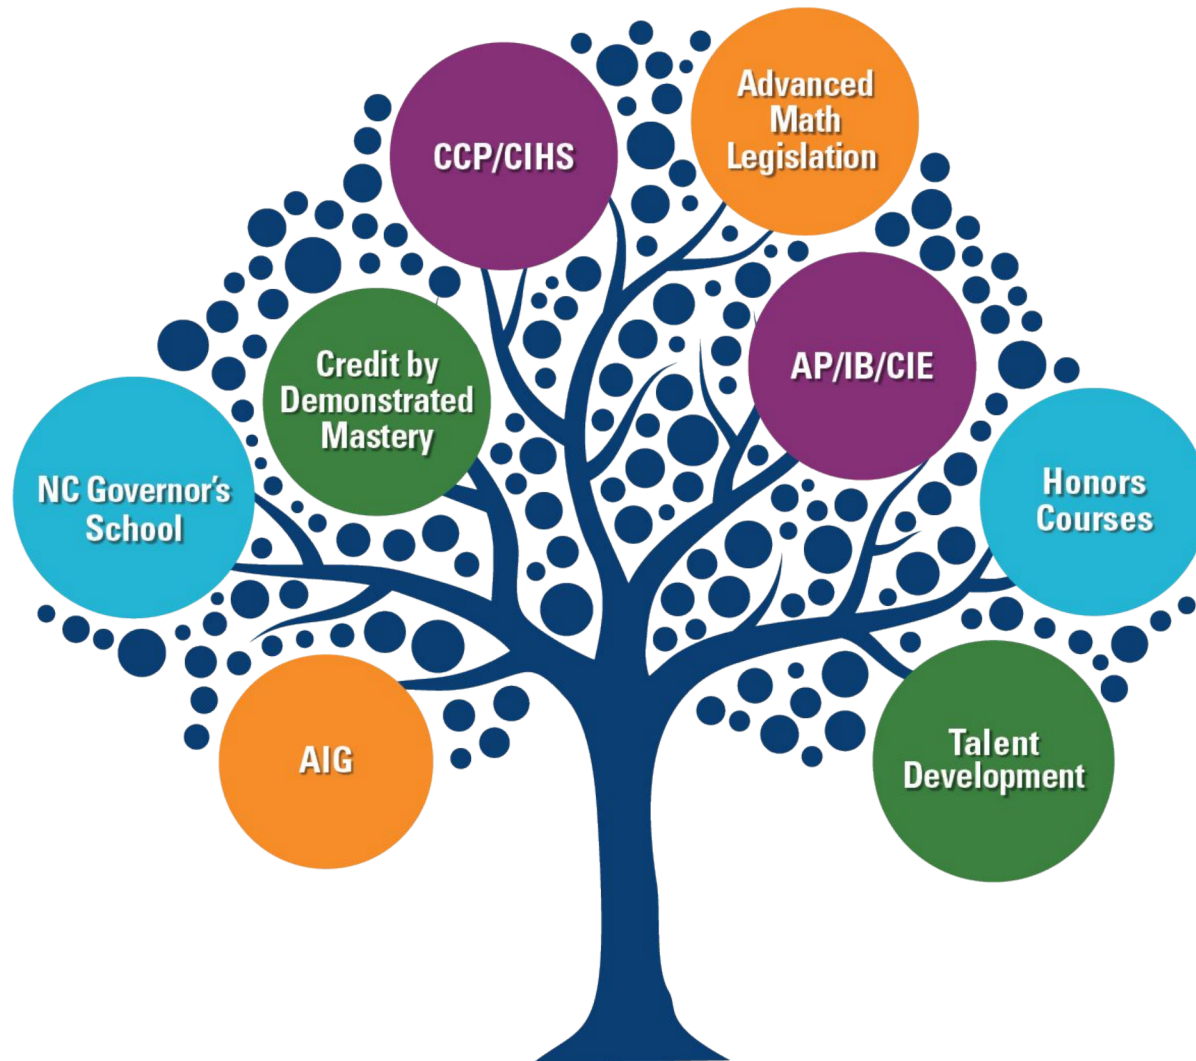 CCP/CIHS
Advanced
Math
Legislation
Credit by
Demonstrated
Mastery
AP/IB/CIE
NC Governor's
School
Honors
Courses
AIG
Talent
Development